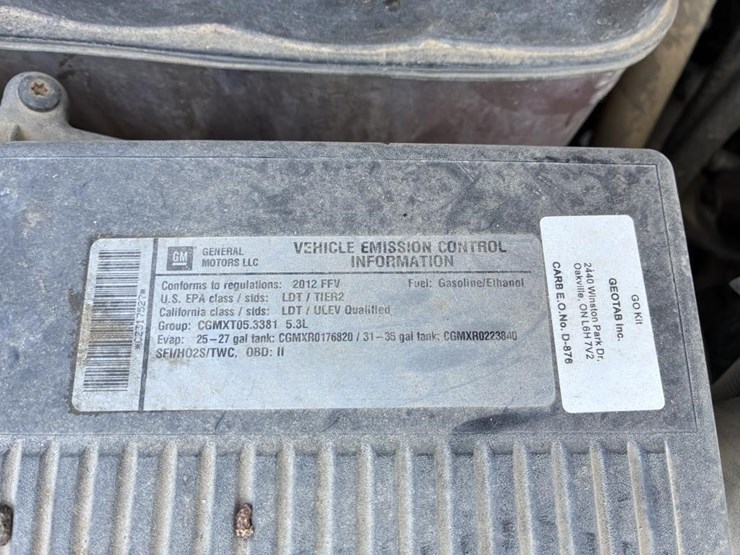 GM
GENERAL
MOTORS LLC
VEHICLE EMISSION CONTROL
INFORMATION
Conforms to regulations: 2012 FFV
Fuel: Gasoline/Ethanol
U.S. EPA class / stds: LDT / TIER2
California class / stds: LDT / ULEV Qualified
Group: CGMXT05.3381 5.3L
Evap: 25-27 gal tank: CGMXR0176820 / 31-35 gal tank: CGMXR0223840
SFI/HO2S/TWC, OBD: II
GO Kit
GEOTAB Inc.
2440 Winston Park Dr.
Oakville, ON L6H 7V2
CARB E.O. No. D-876